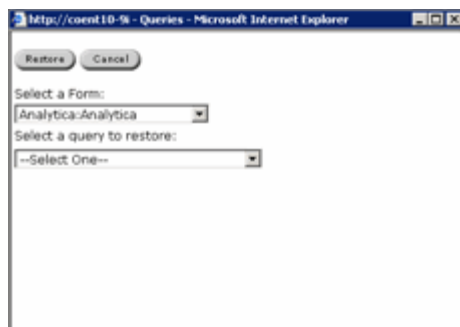 http://coent10-9i - Queries - Microsoft Internet Explorer
Restore Cancel
Select a Form:
Analytica:Analytica
Select a query to restore:
--Select One--